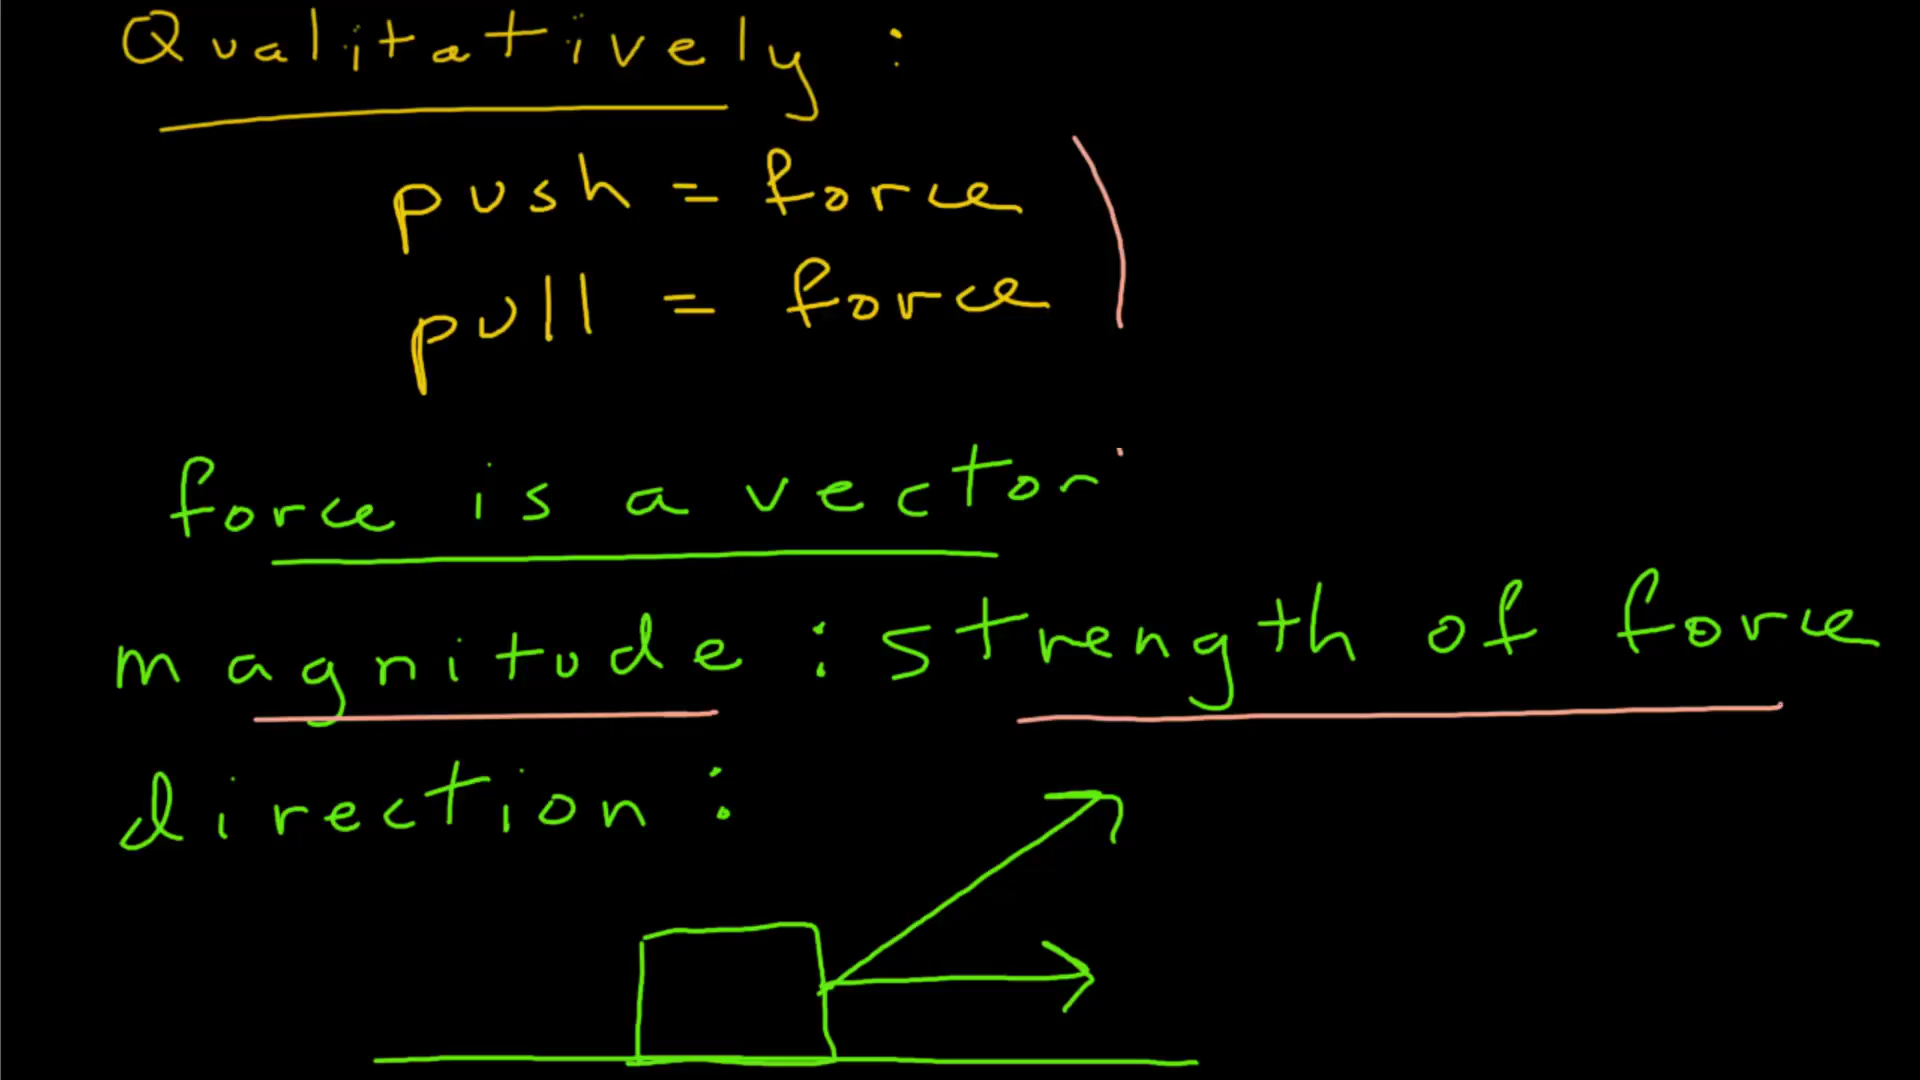 Qualitatively :
push = force
pull = force
force is a vector
magnitude : strength of force
direction :